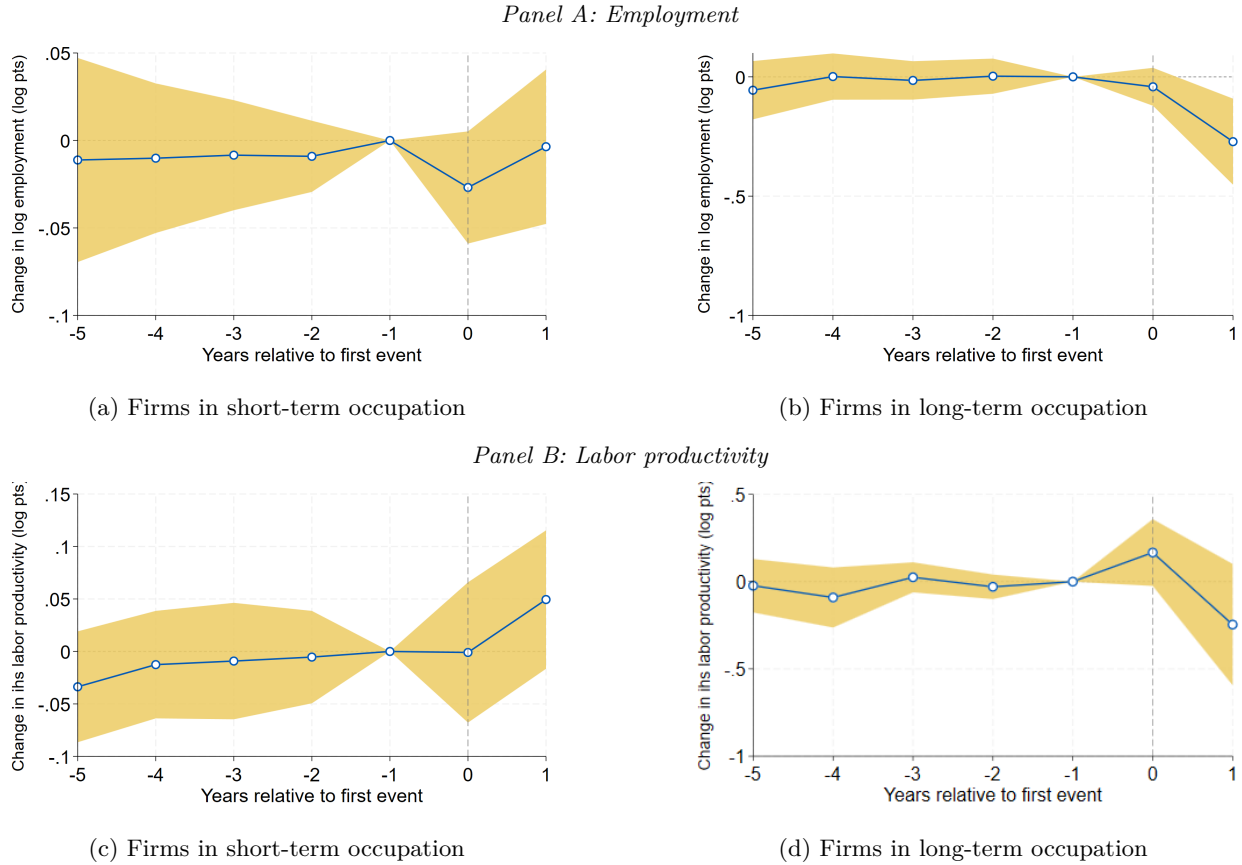 Panel A: Employment
Change in log employment (log pts)
.05
0
-.05
-.1
-5 -4 -3 -2 -1 0 1
Years relative to first event
(a) Firms in short-term occupation
Change in log employment (log pts)
0
-.5
-1
-5 -4 -3 -2 -1 0 1
Years relative to first event
(b) Firms in long-term occupation
Panel B: Labor productivity
Change in ihs labor productivity (log pts)
.15
.1
.05
0
-.05
-.1
-5 -4 -3 -2 -1 0 1
Years relative to first event
(c) Firms in short-term occupation
Change in ihs labor productivity (log pts)
.5
0
-.5
-1
-5 -4 -3 -2 -1 0 1
Years relative to first event
(d) Firms in long-term occupation